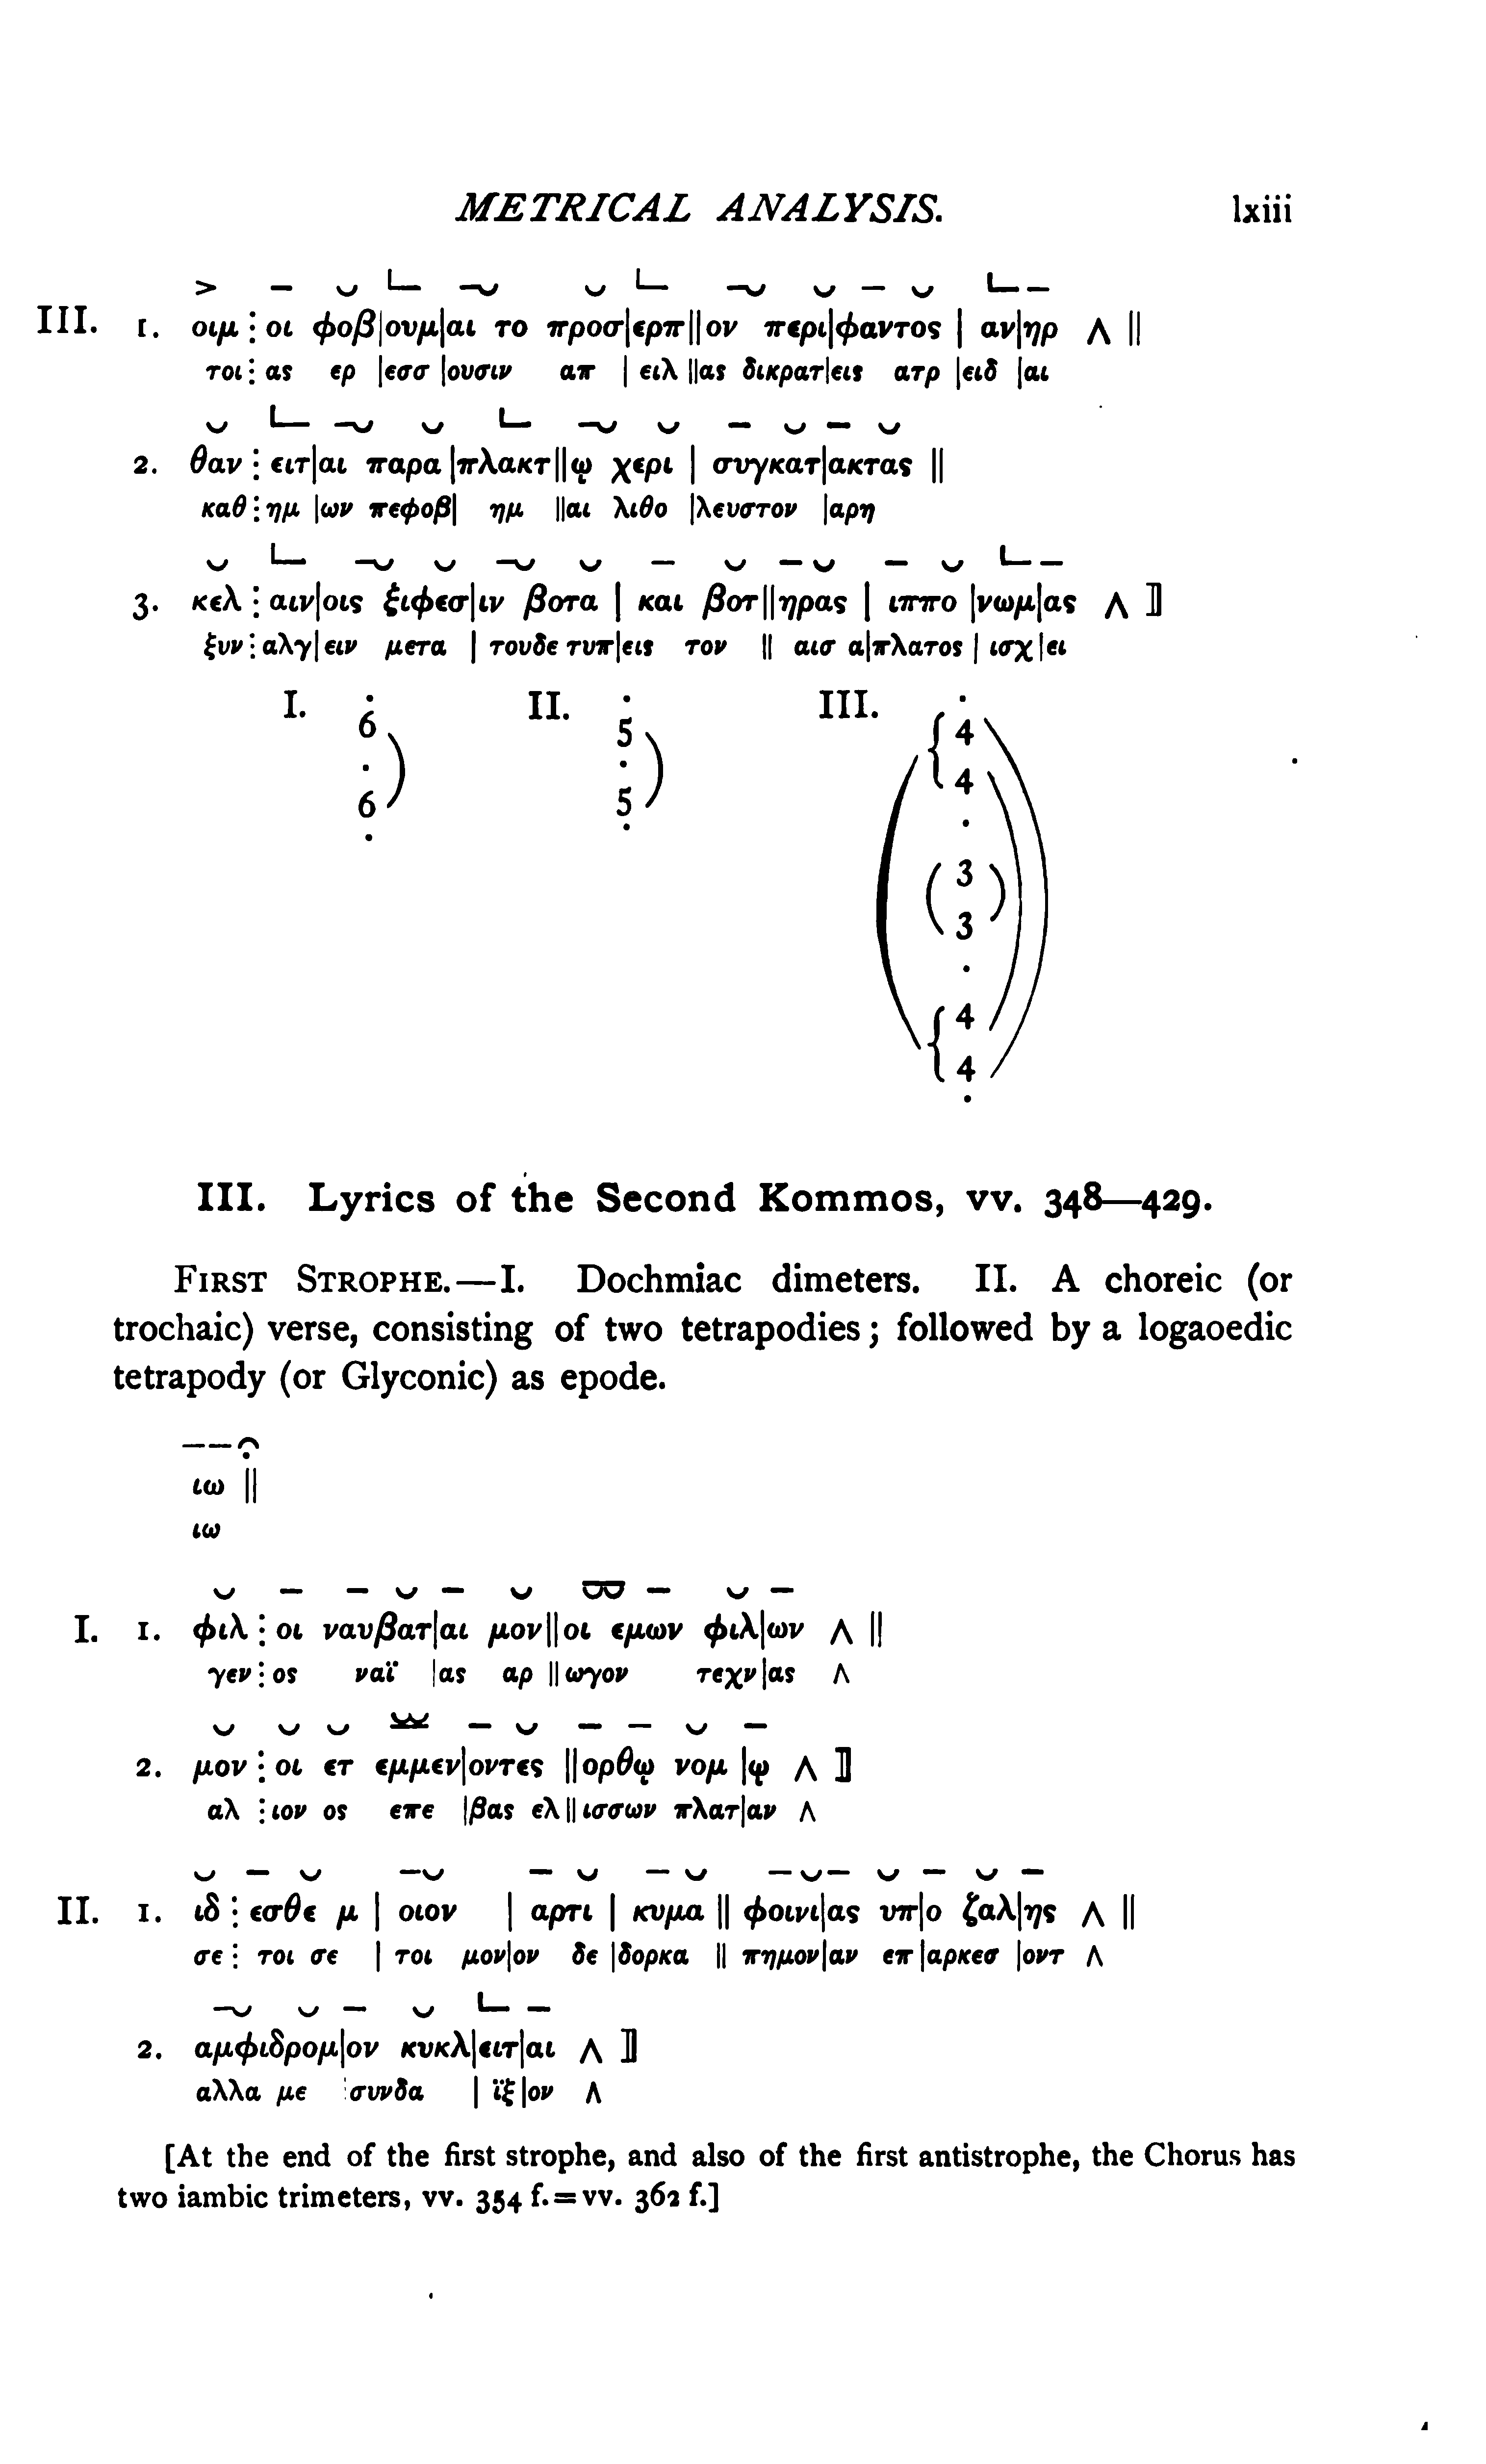 METRICAL ANALYSIS. lxiii
> – ⏑ ∟ –⏑ ⏑ ∟ –⏑ ⏑ – ⏑ ∟ –
III. 1. οιμ ⋮ οι φοβ|ουμ|αι το προσ|ερπ||ον περι|φαντος | αν|ηρ ∧ ||
τοι ⋮ ας ερ |εσσ |ουσιν απ | ειλ ||ας δικρατ|εις ατρ |ειδ |αι
⏑ ∟ –⏑ ⏑ ∟ –⏑ ⏑ – ⏑ – ⏑
2. θαν ⋮ ειτ|αι παρα |πλακτ||ῳ χερι | συγκατ|ακτας ||
καθ ⋮ ημ |ων πεφοβ| ημ ||αι λιθο |λευστον |αρη
⏑ ∟ –⏑ ⏑ –⏑ ⏑ – ⏑ – ⏑ – ⏑ ∟ –
3. κελ ⋮ αιν|οις ξιφεσ|ιν βοτα | και βοτ||ηρας | ιππο |νωμ|ας ∧ ]]
ξυν ⋮ αλγ|ειν μετα | τουδε τυπ|εις τον || αισ α|πλατος | ισχ|ει
I. 6 6
II. 5 5
III. 4 4 3 3 4 4
III. Lyrics of the Second Kommos, vv. 348—429.
FIRST STROPHE.—I. Dochmiac dimeters. II. A choreic (or
trochaic) verse, consisting of two tetrapodies; followed by a logaoedic
tetrapody (or Glyconic) as epode.
– – 𝄐
ιω ||
ιω
⏑ – – ⏑ – ⏑ ⏔ – ⏑ –
I. 1. φιλ ⋮ οι ναυβατ|αι μον||οι εμων φιλ|ων ∧ ||
γεν ⋮ ος ναϊ |ας αρ ||ωγον τεχν|ας ∧
⏑ ⏑ ⏑ ⏕ – ⏑ – – ⏑ –
2. μον ⋮ οι ετ εμμεν|οντες ||ορθῳ νομ |ῳ ∧ ]]
αλ ⋮ ιον ος επε |βας ελ||ισσων πλατ|αν ∧
⏑ – ⏑ –⏑ – ⏑ – ⏑ – ⏑ – ⏑ – ⏑ –
II. 1. ιδ ⋮ εσθε μ | οιον | αρτι | κυμα || φοινι|ας υπ|ο ζαλ|ης ∧ ||
σε ⋮ τοι σε | τοι μον|ον δε |δορκα || πημον|αν επ |αρκεσ |οντ ∧
–⏑ ⏑ – ⏑ ∟ –
2. αμφιδρομ|ον κυκλ|ειτ|αι ∧ ]]
αλλα με |συνδα | ϊξ |ον ∧
[At the end of the first strophe, and also of the first antistrophe, the Chorus has
two iambic trimeters, vv. 354 f.=vv. 362 f.]